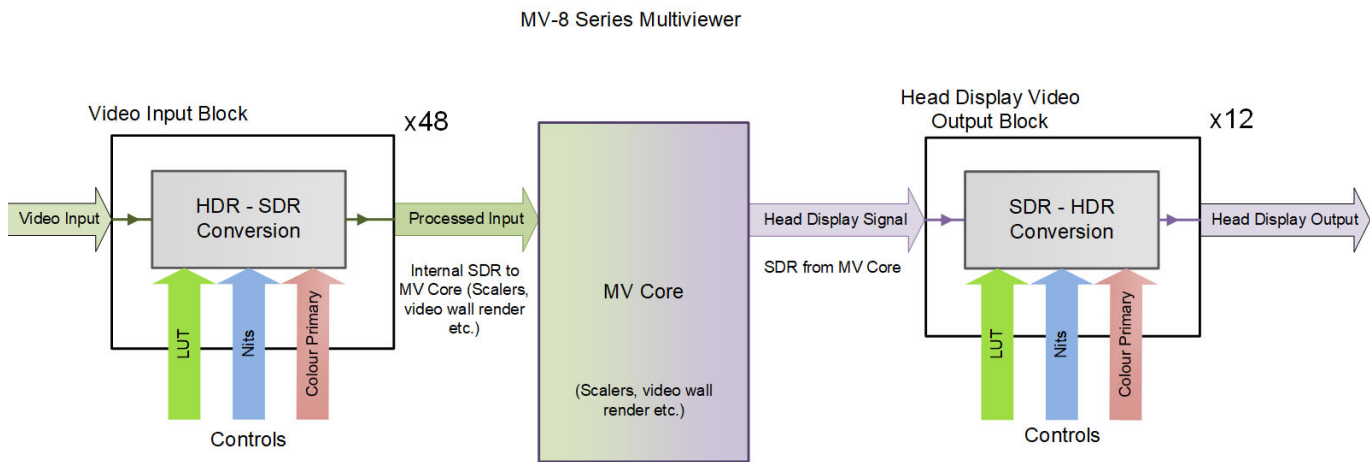 MV-8 Series Multiviewer
Video Input Block
x48
Video Input
HDR - SDR
Conversion
LUT
Nits
Colour Primary
Controls
Processed Input
Internal SDR to
MV Core (Scalers,
video wall render
etc.)
MV Core
(Scalers, video wall
render etc.)
Head Display Signal
SDR from MV Core
Head Display Video
Output Block
x12
SDR - HDR
Conversion
LUT
Nits
Colour Primary
Controls
Head Display Output